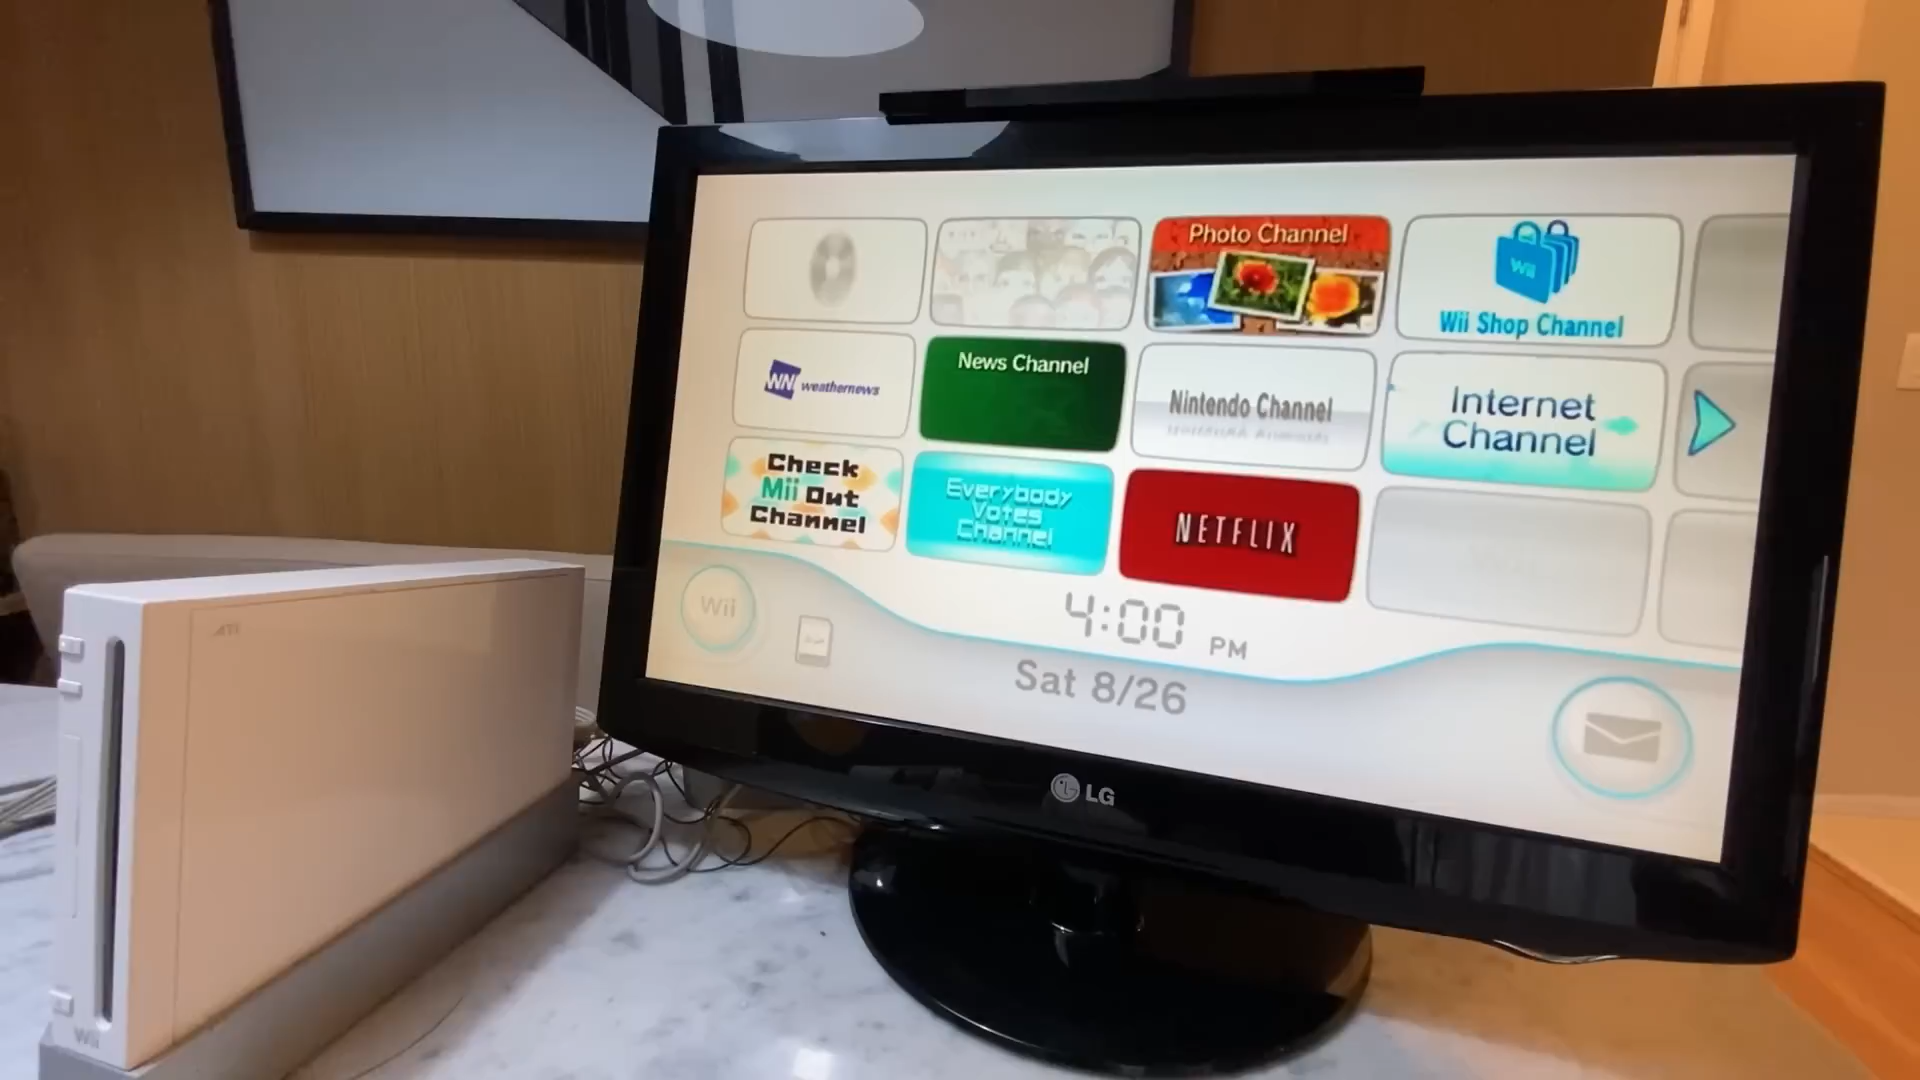 Photo Channel
Wii
Wii Shop Channel
WN weathernews
News Channel
Nintendo Channel
Internet
Channel
Check
Mii Out
Channel
Everybody
Votes
Channel
NETFLIX
Wii
4:00 PM
Sat 8/26
LG
ATi
Wii